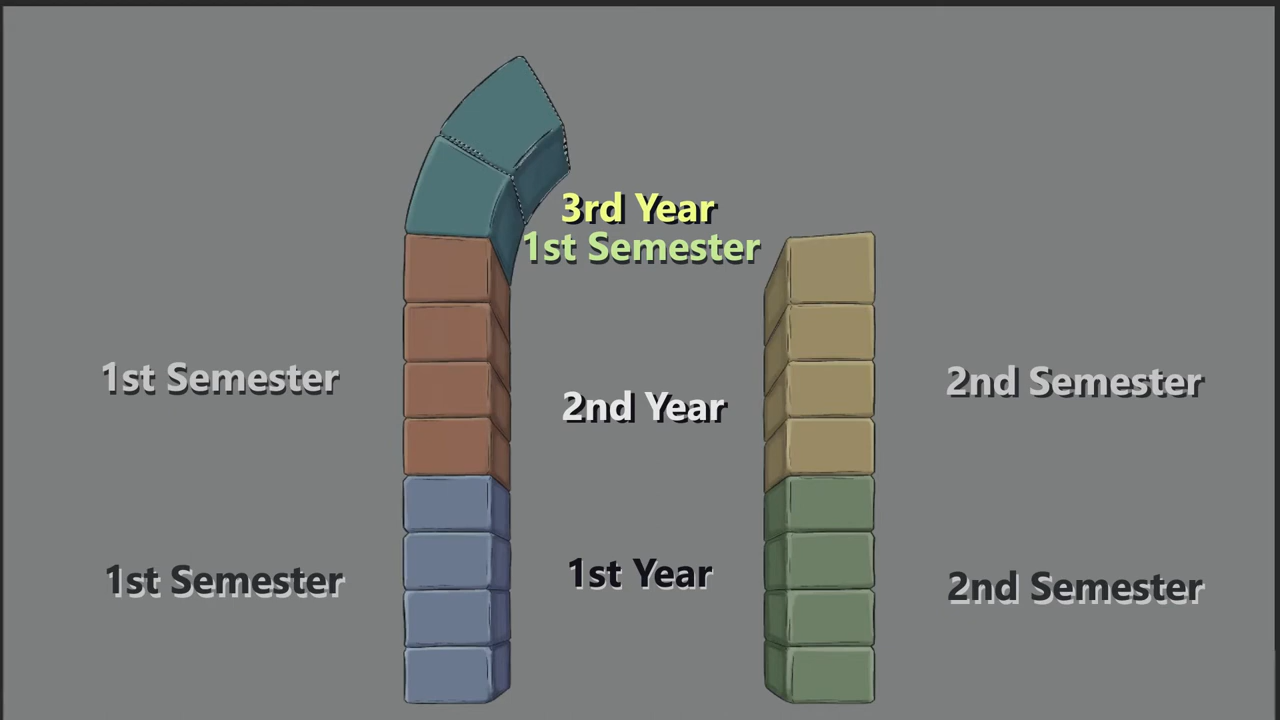 3rd Year
1st Semester
1st Semester
2nd Year
2nd Semester
1st Semester
1st Year
2nd Semester